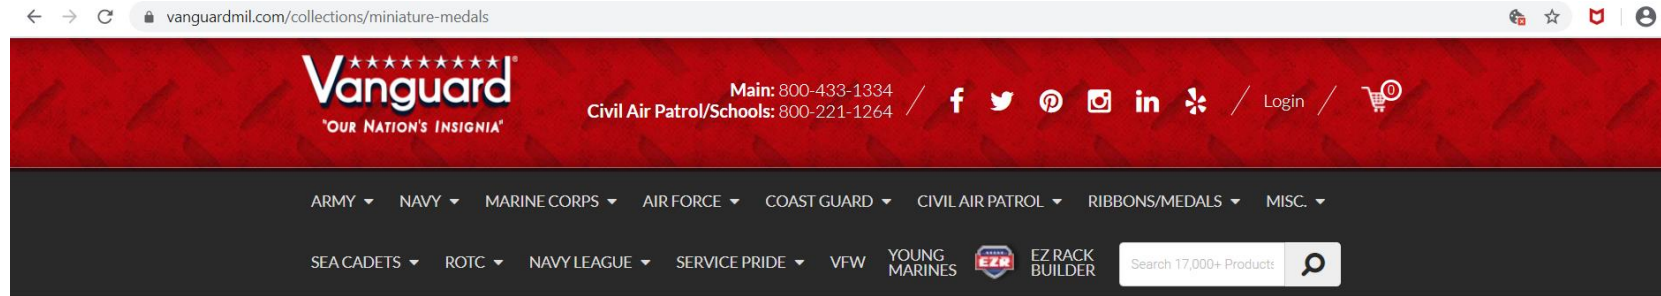 vanguardmil.com/collections/miniature-medals
Vanguard®
"OUR NATION'S INSIGNIA"
Main: 800-433-1334
Civil Air Patrol/Schools: 800-221-1264
Login
0
ARMY NAVY MARINE CORPS AIR FORCE COAST GUARD CIVIL AIR PATROL RIBBONS/MEDALS MISC.
SEA CADETS ROTC NAVY LEAGUE SERVICE PRIDE VFW YOUNG MARINES EZR EZ RACK BUILDER Search 17,000+ Products